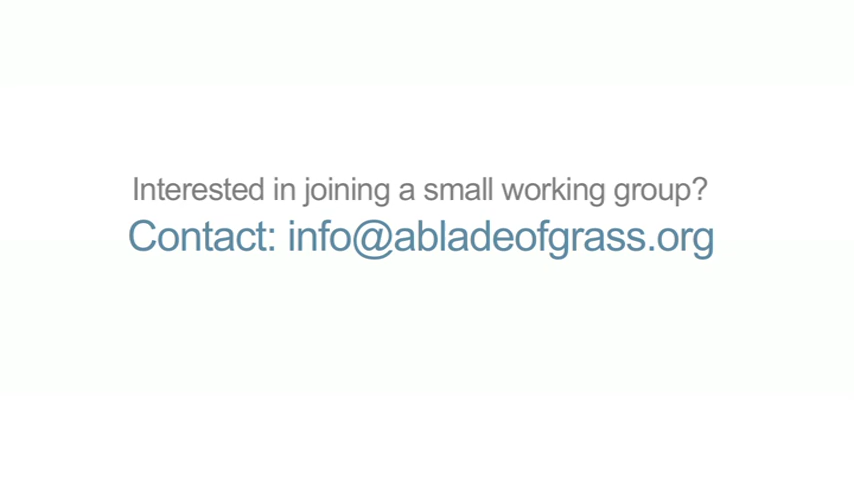 Interested in joining a small working group?
Contact: info@abladeofgrass.org